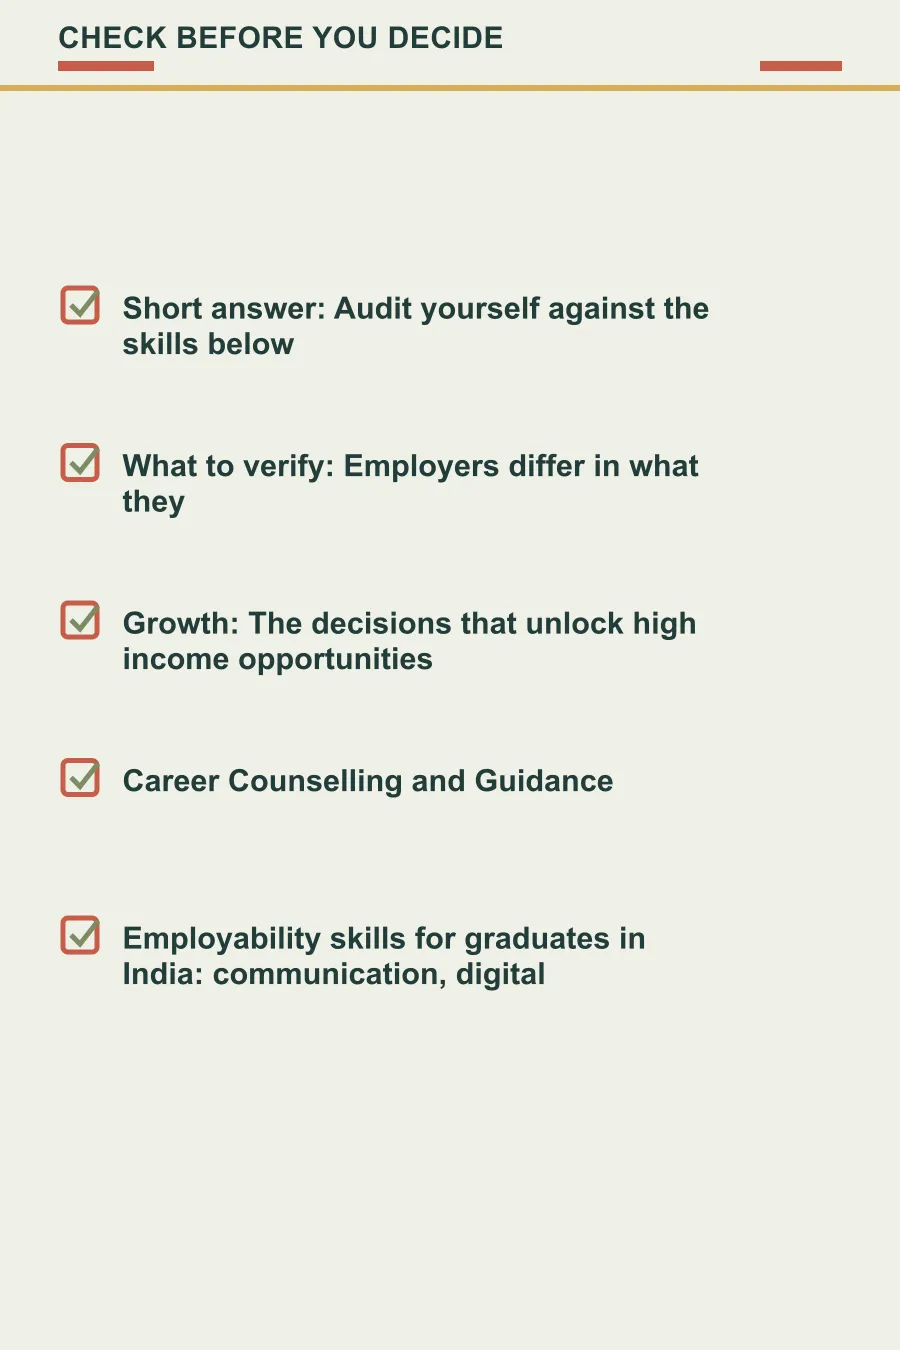 CHECK BEFORE YOU DECIDE
Short answer: Audit yourself against the
skills below
What to verify: Employers differ in what
they
Growth: The decisions that unlock high
income opportunities
Career Counselling and Guidance
Employability skills for graduates in
India: communication, digital